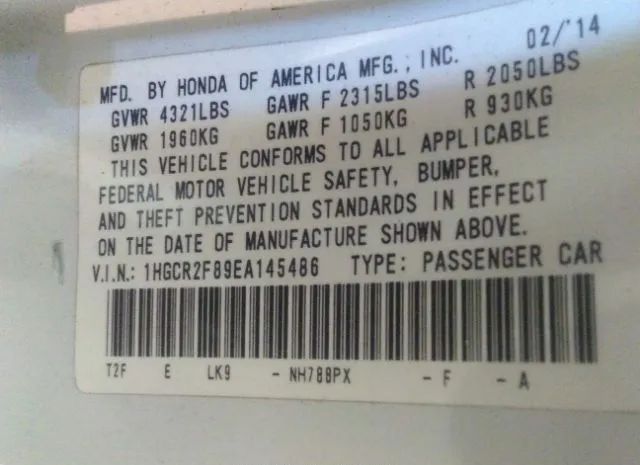 MFD. BY HONDA OF AMERICA MFG., INC. 02/'14
GVWR 4321LBS GAWR F 2315LBS R 2050LBS
GVWR 1960KG GAWR F 1050KG R 930KG
THIS VEHICLE CONFORMS TO ALL APPLICABLE
FEDERAL MOTOR VEHICLE SAFETY, BUMPER,
AND THEFT PREVENTION STANDARDS IN EFFECT
ON THE DATE OF MANUFACTURE SHOWN ABOVE.
V.I.N.: 1HGCR2F89EA145486 TYPE: PASSENGER CAR
T2F E LK9 - NH788PX - F - A